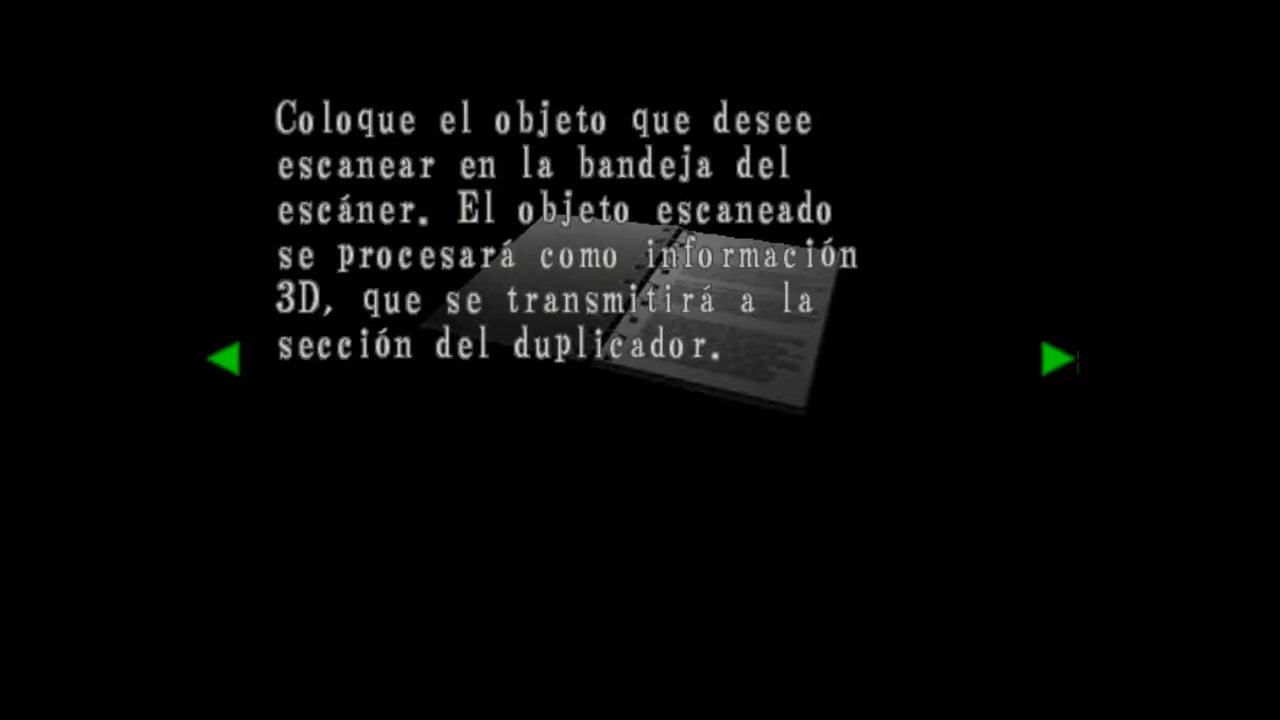 Coloque el objeto que desee
escanear en la bandeja del
escáner. El objeto escaneado
se procesará como información
3D, que se transmitirá a la
sección del duplicador.